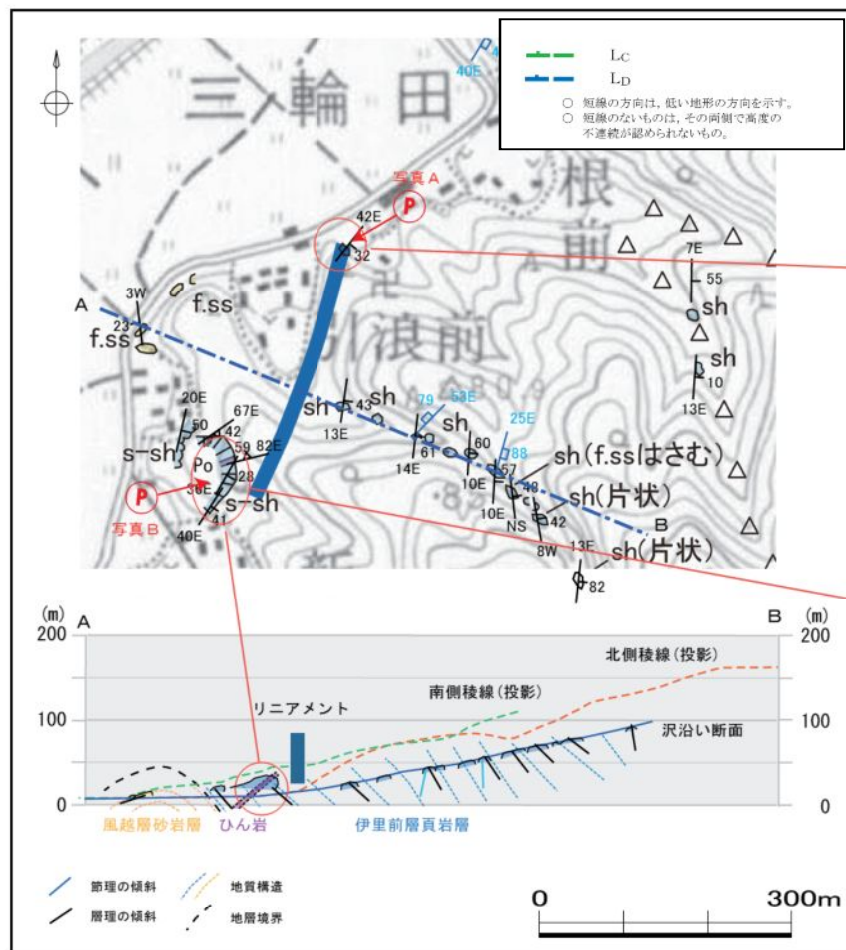 L_C
L_D
○ 短線の方向は，低い地形の方向を示す。
○ 短線のないものは，その両側で高度の
不連続が認められないもの。
40E
三輪田
写真A
P
42E
32
根前
7E
55
sh
A
3W
23
f.ss
f.ss
卍
引浪前
sh
10
13E
20E
50
67E
42
59
82E
s-sh
Po
28
36E
s-sh
41
40E
P
写真B
sh
43
13E
sh
79
53E
sh
14E
61
60
10E
25E
88
57
10E
48
NS
sh(f.ssはさむ)
sh(片状)
42
8W
B
13E
sh(片状)
82
(m)
A
B
(m)
200
200
北側稜線(投影)
南側稜線(投影)
リニアメント
100
100
沢沿い断面
0
0
風越層砂岩層
ひん岩
伊里前層頁岩層
節理の傾斜
地質構造
層理の傾斜
地層境界
0
300m